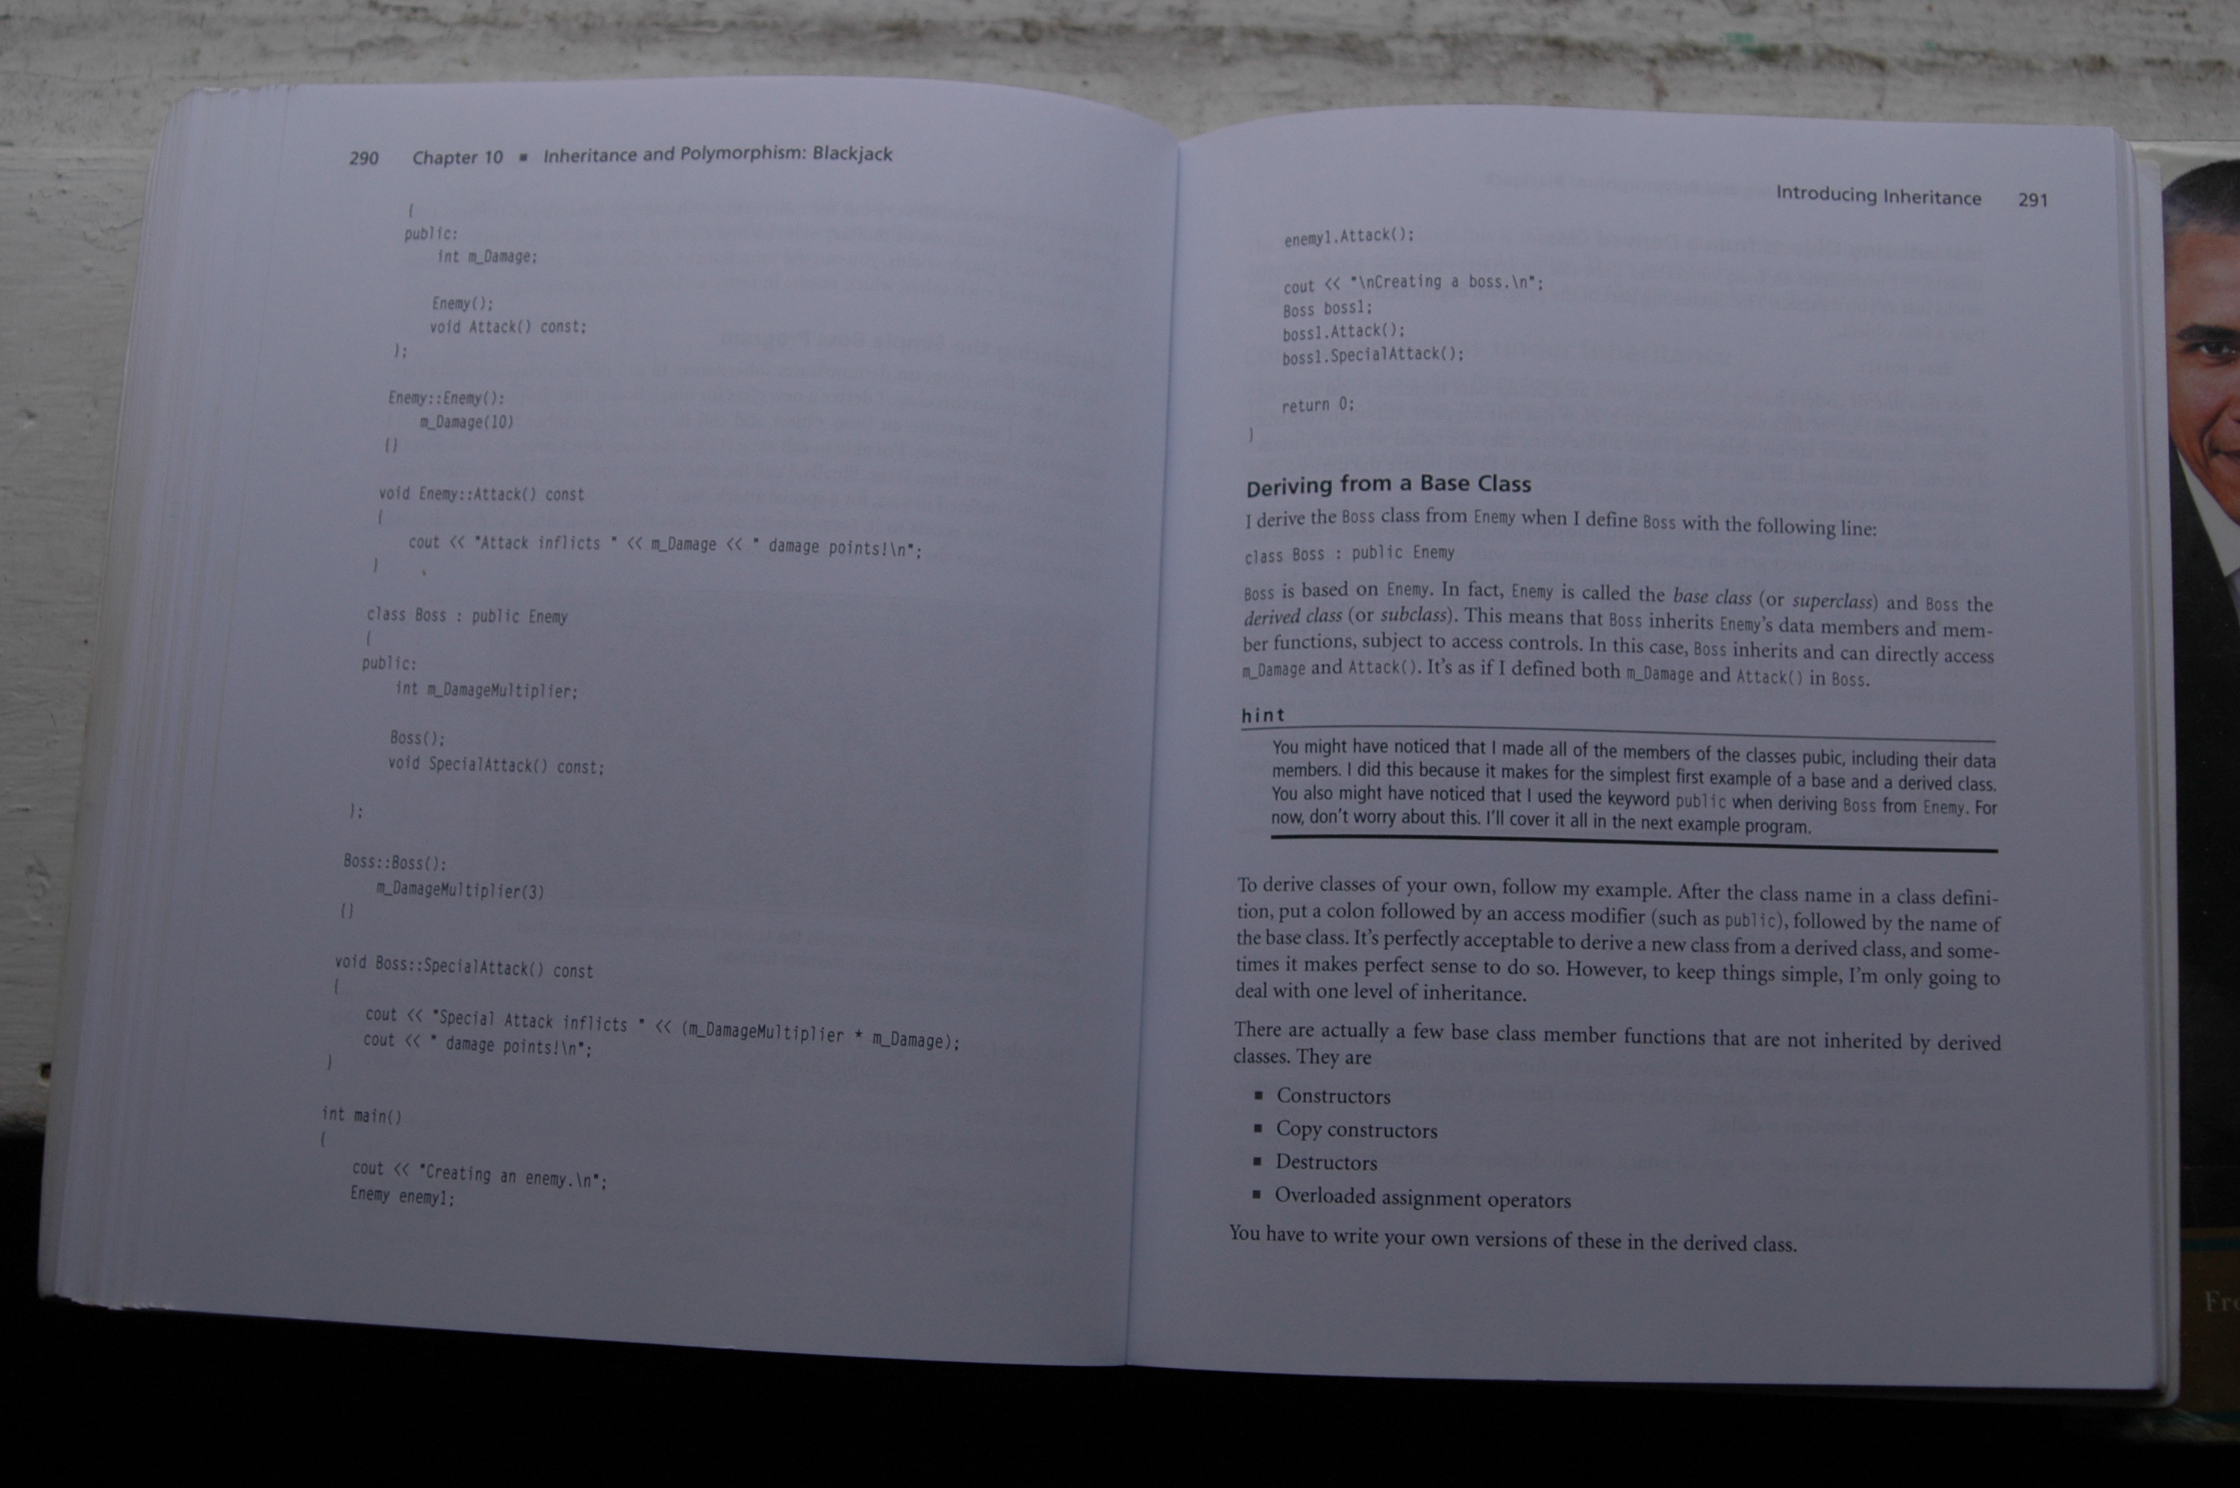 290 Chapter 10 ■ Inheritance and Polymorphism: Blackjack
{
public:
int m_Damage;
Enemy();
void Attack() const;
};
Enemy::Enemy():
m_Damage(10)
{}
void Enemy::Attack() const
{
cout << "Attack inflicts " << m_Damage << " damage points!\n";
}
class Boss : public Enemy
{
public:
int m_DamageMultiplier;
Boss();
void SpecialAttack() const;
};
Boss::Boss():
m_DamageMultiplier(3)
{}
void Boss::SpecialAttack() const
{
cout << "Special Attack inflicts " << (m_DamageMultiplier * m_Damage);
cout << " damage points!\n";
}
int main()
{
cout << "Creating an enemy.\n";
Enemy enemy1;
Introducing Inheritance 291
enemy1.Attack();
cout << "\nCreating a boss.\n";
Boss boss1;
boss1.Attack();
boss1.SpecialAttack();
return 0;
}
Deriving from a Base Class
I derive the Boss class from Enemy when I define Boss with the following line:
class Boss : public Enemy
Boss is based on Enemy. In fact, Enemy is called the base class (or superclass) and Boss the
derived class (or subclass). This means that Boss inherits Enemy's data members and mem-
ber functions, subject to access controls. In this case, Boss inherits and can directly access
m_Damage and Attack(). It's as if I defined both m_Damage and Attack() in Boss.
hint
You might have noticed that I made all of the members of the classes pubic, including their data
members. I did this because it makes for the simplest first example of a base and a derived class.
You also might have noticed that I used the keyword public when deriving Boss from Enemy. For
now, don't worry about this. I'll cover it all in the next example program.
To derive classes of your own, follow my example. After the class name in a class defini-
tion, put a colon followed by an access modifier (such as public), followed by the name of
the base class. It's perfectly acceptable to derive a new class from a derived class, and some-
times it makes perfect sense to do so. However, to keep things simple, I'm only going to
deal with one level of inheritance.
There are actually a few base class member functions that are not inherited by derived
classes. They are
■ Constructors
■ Copy constructors
■ Destructors
■ Overloaded assignment operators
You have to write your own versions of these in the derived class.